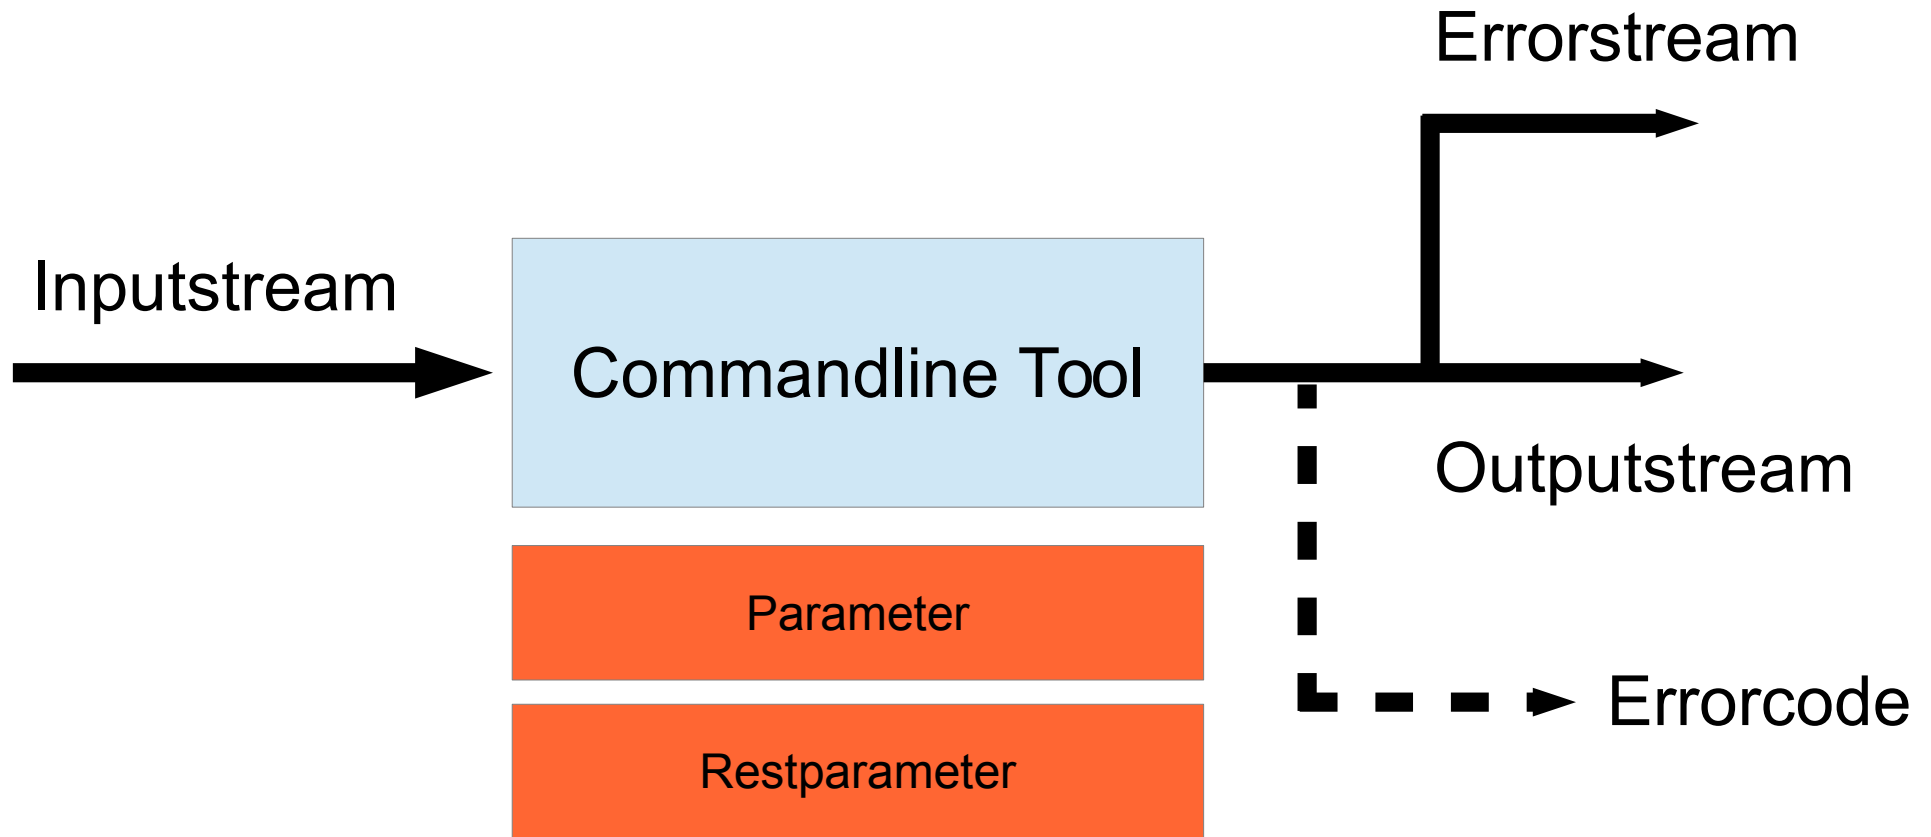 Errorstream
Inputstream
Commandline Tool
Outputstream
Parameter
Errorcode
Restparameter